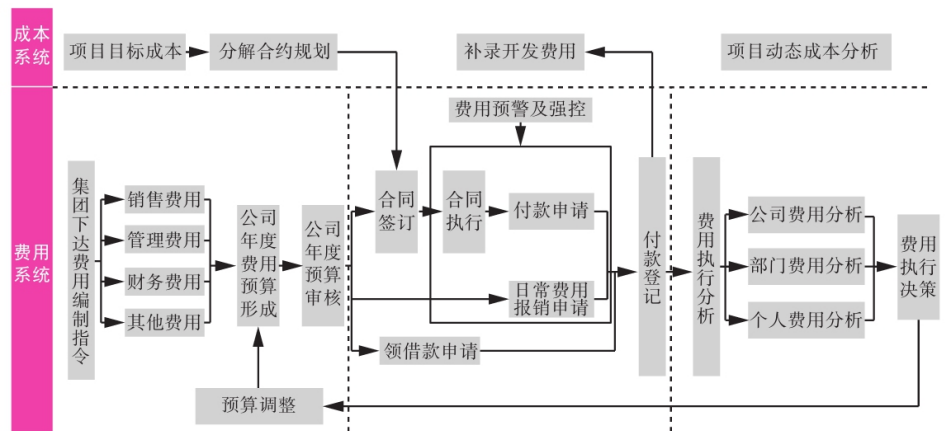 成本
系统
项目目标成本
分解合约规划
补录开发费用
项目动态成本分析
费用
系统
集团下达费用编制指令
销售费用
管理费用
财务费用
其他费用
公司
年度
费用
预算
形成
公司
年度
预算
审核
预算调整
费用预警及强控
合同
签订
合同
执行
付款申请
日常费用
报销申请
领借款申请
付款登记
费用执行分析
公司费用分析
部门费用分析
个人费用分析
费用
执行
决策